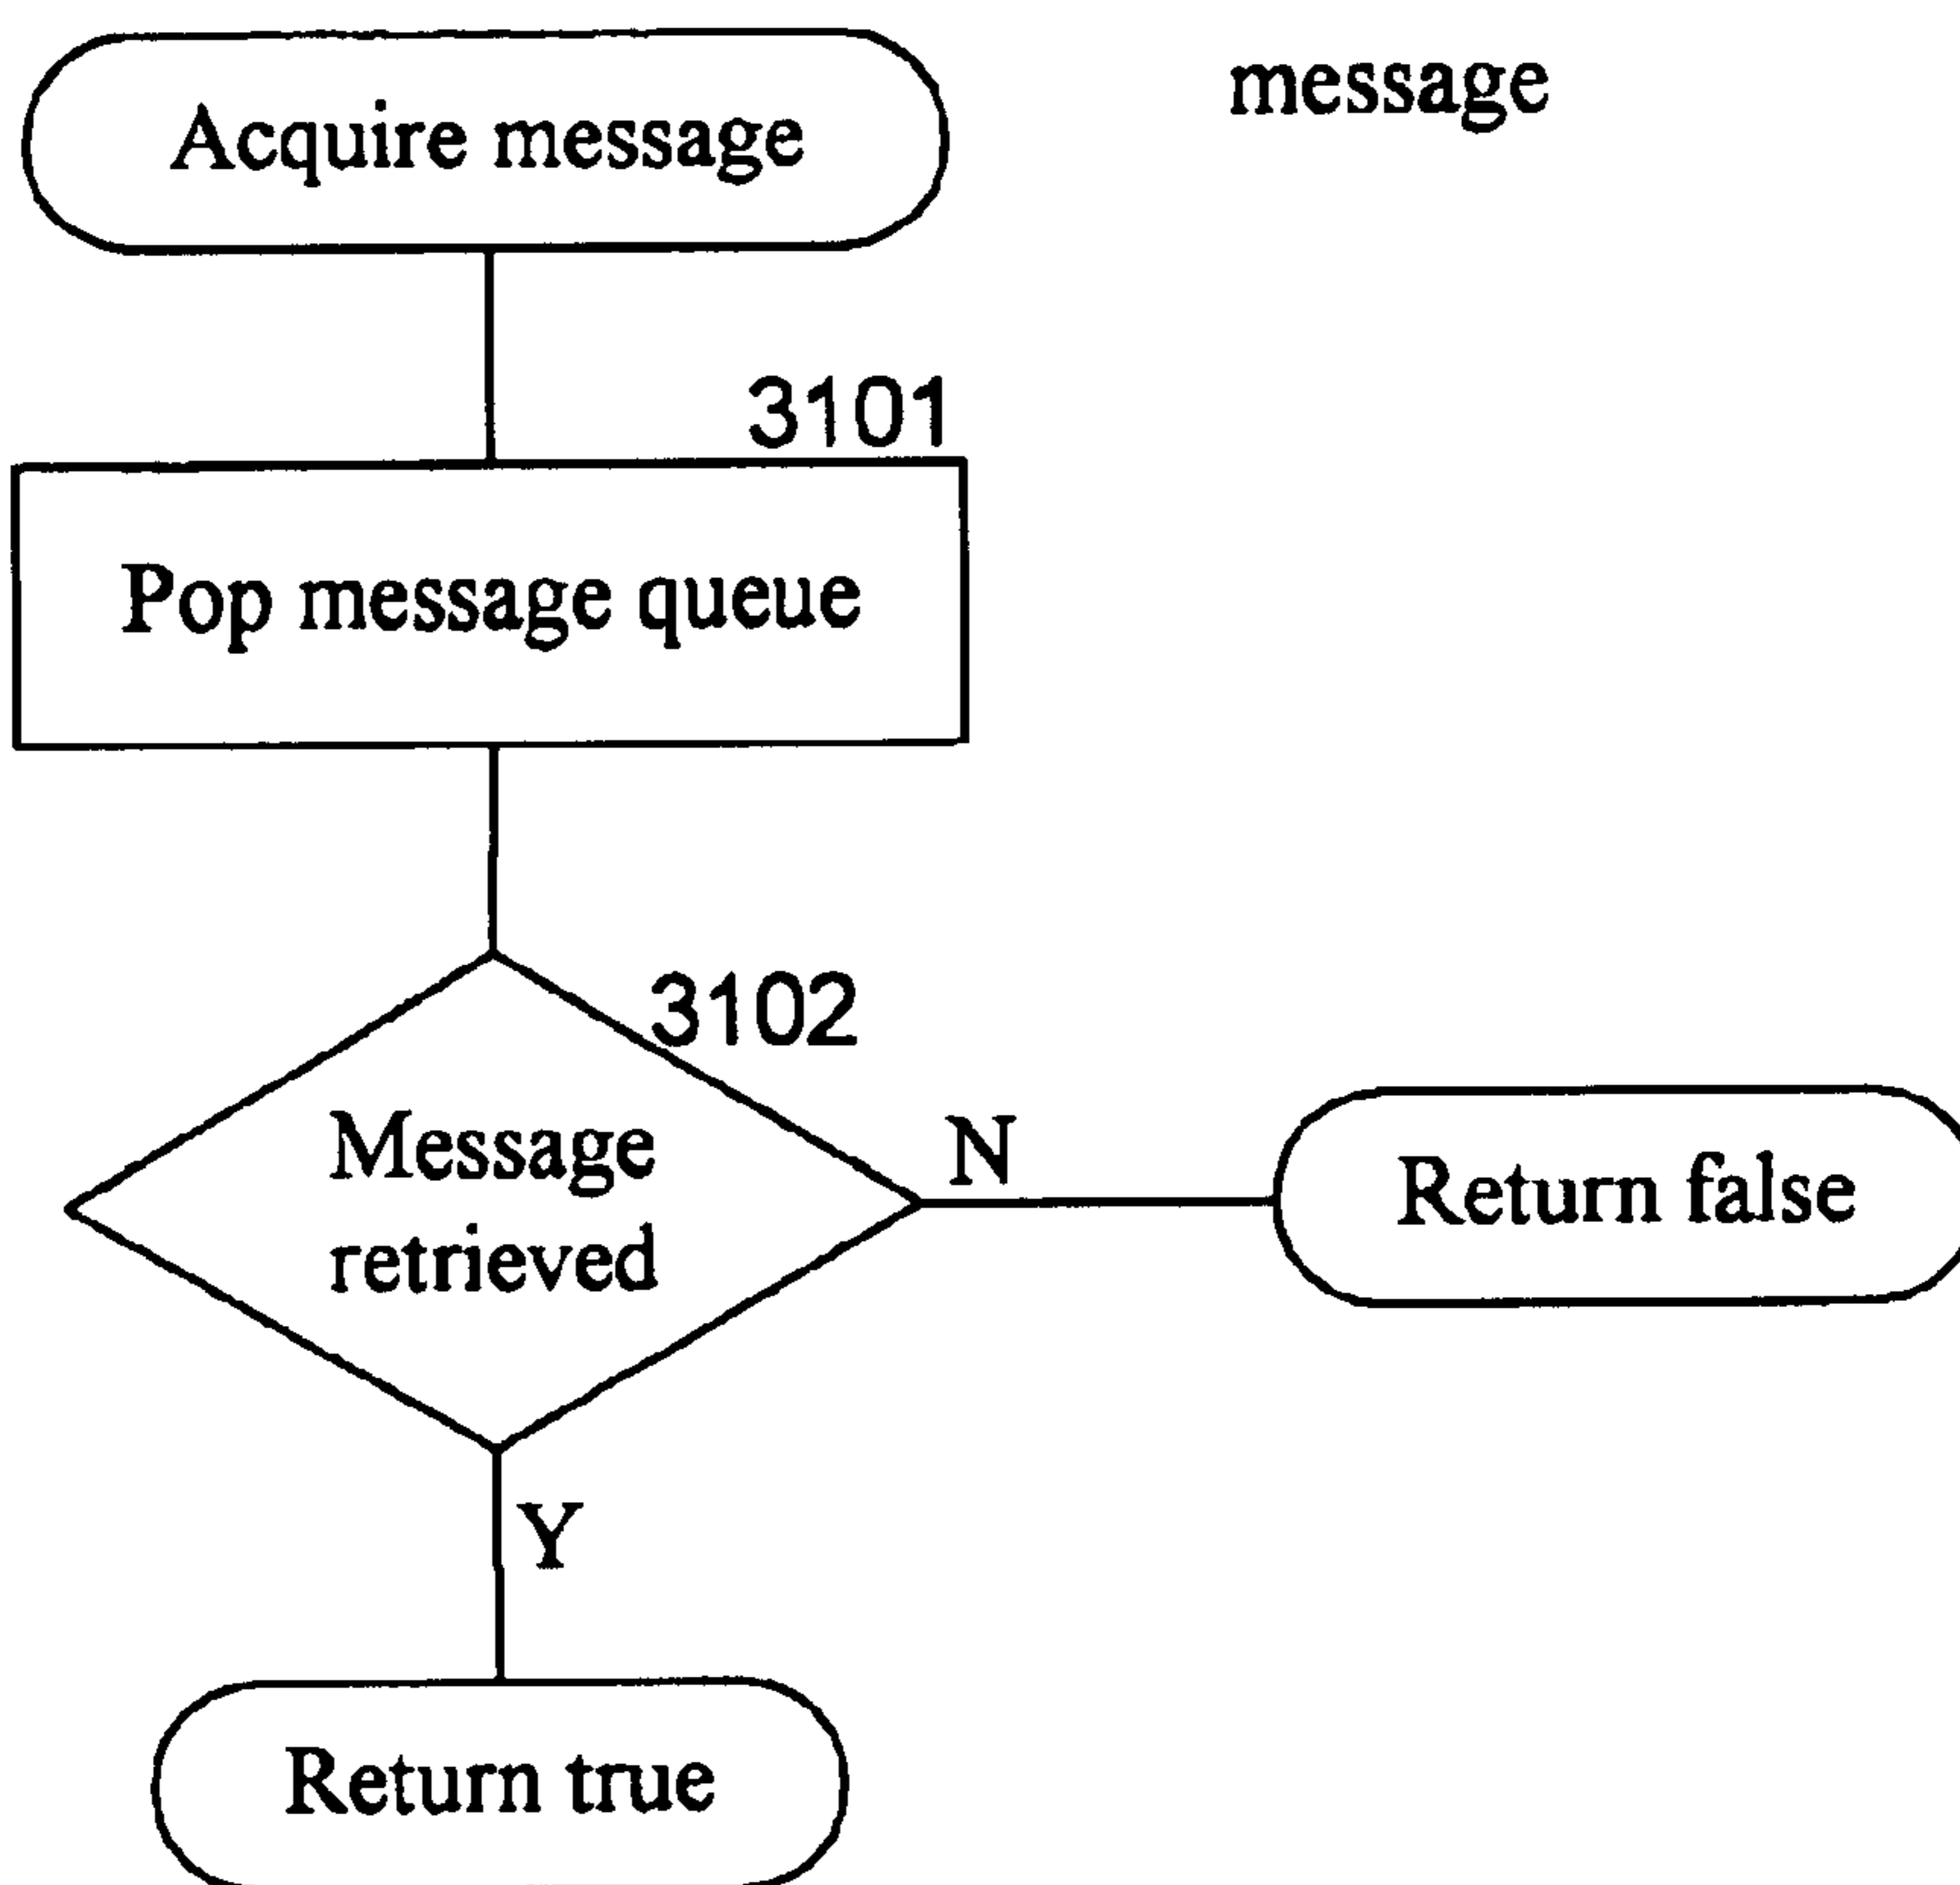 Acquire message
message
3101
Pop message queue
3102
Message
retrieved
N
Return false
Y
Return true